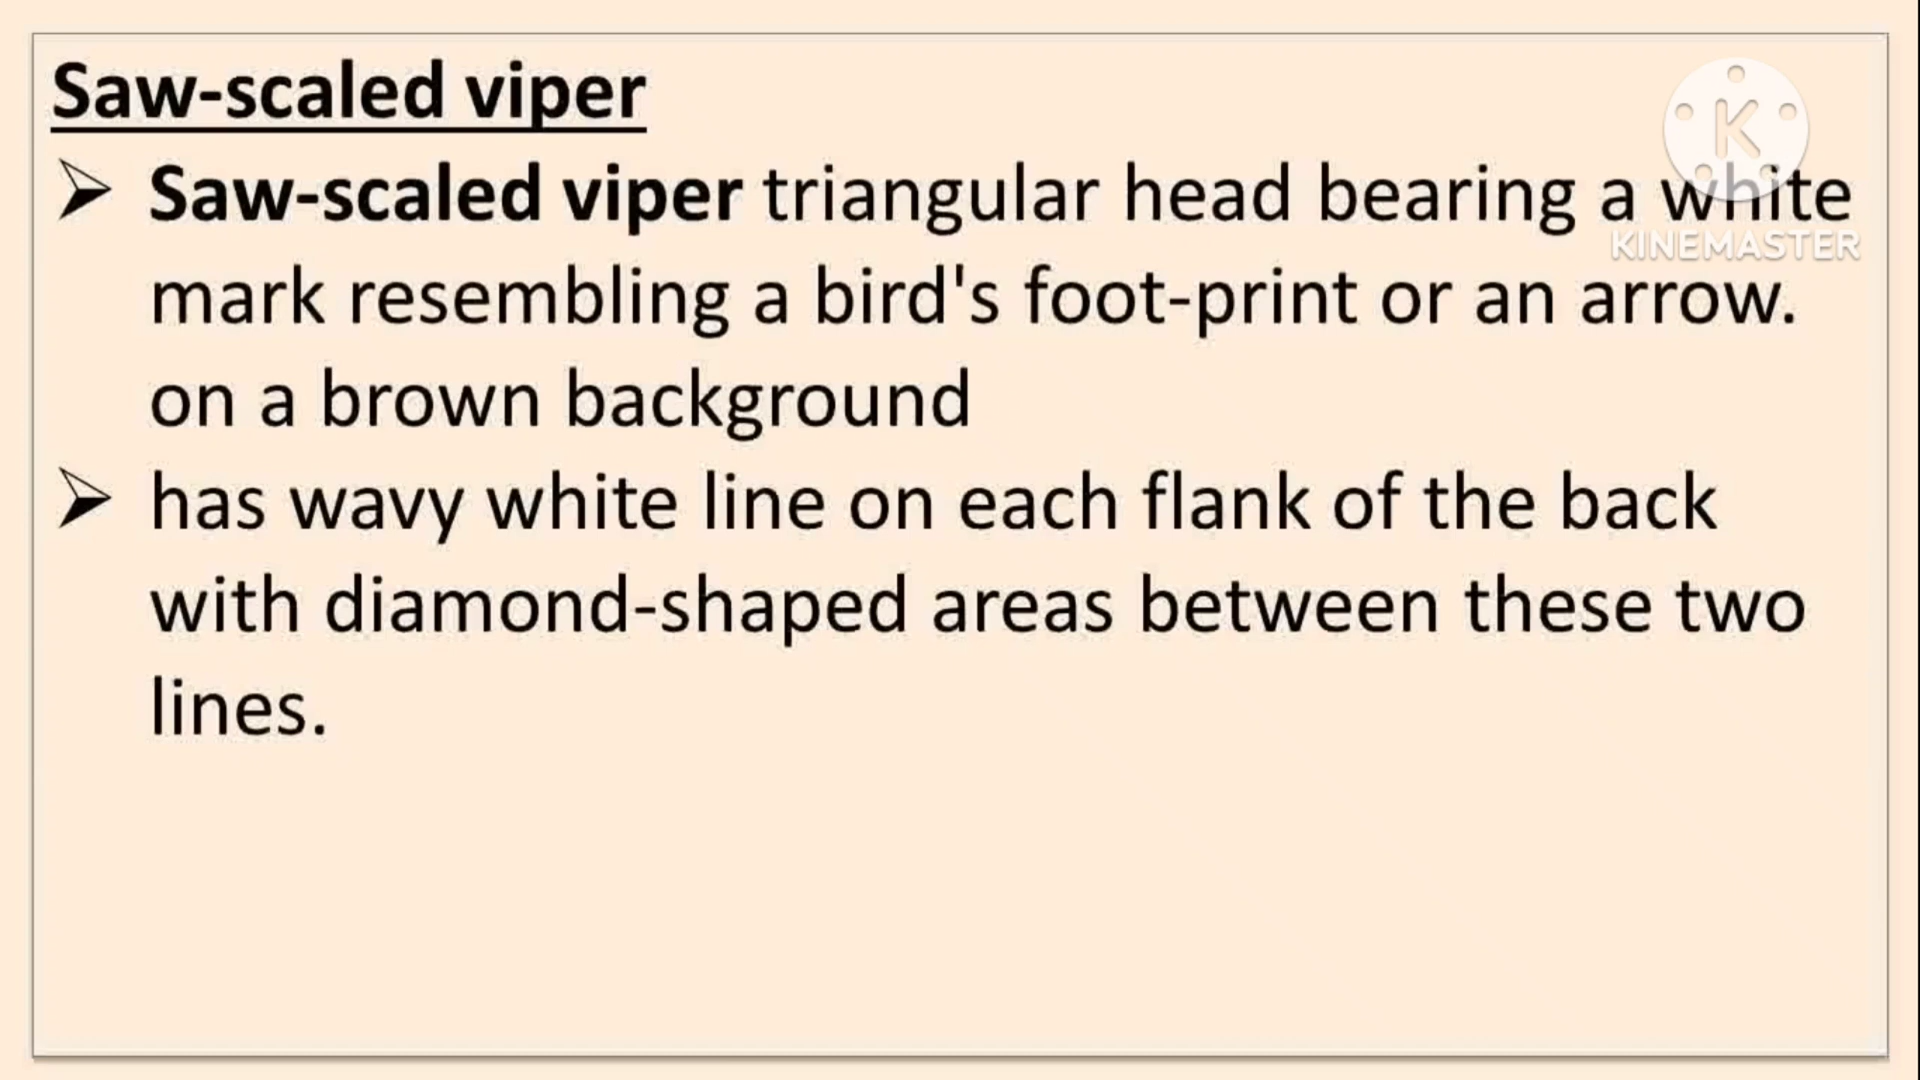 Saw-scaled viper
➢ Saw-scaled viper triangular head bearing a white
mark resembling a bird's foot-print or an arrow.
on a brown background
➢ has wavy white line on each flank of the back
with diamond-shaped areas between these two
lines.
K
KINEMASTER